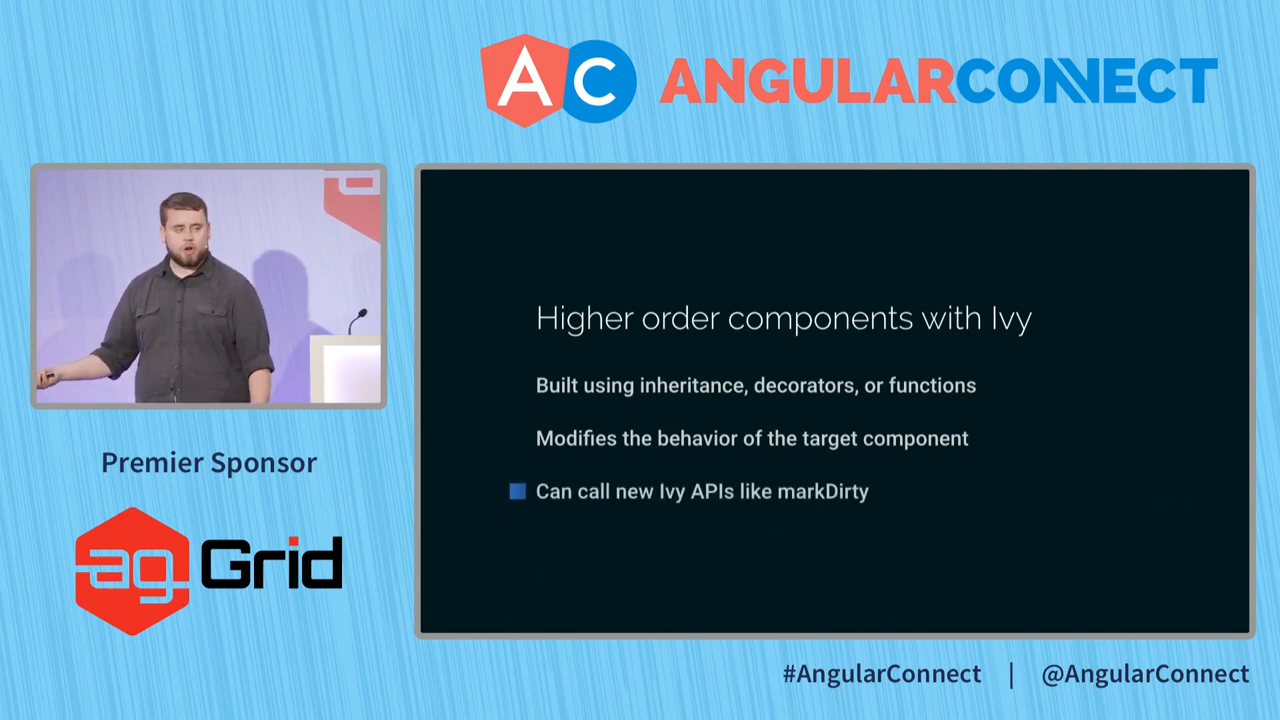 AC ANGULARCONNECT
Higher order components with Ivy
Built using inheritance, decorators, or functions
Modifies the behavior of the target component
Can call new Ivy APIs like markDirty
Premier Sponsor
ag Grid
#AngularConnect | @AngularConnect